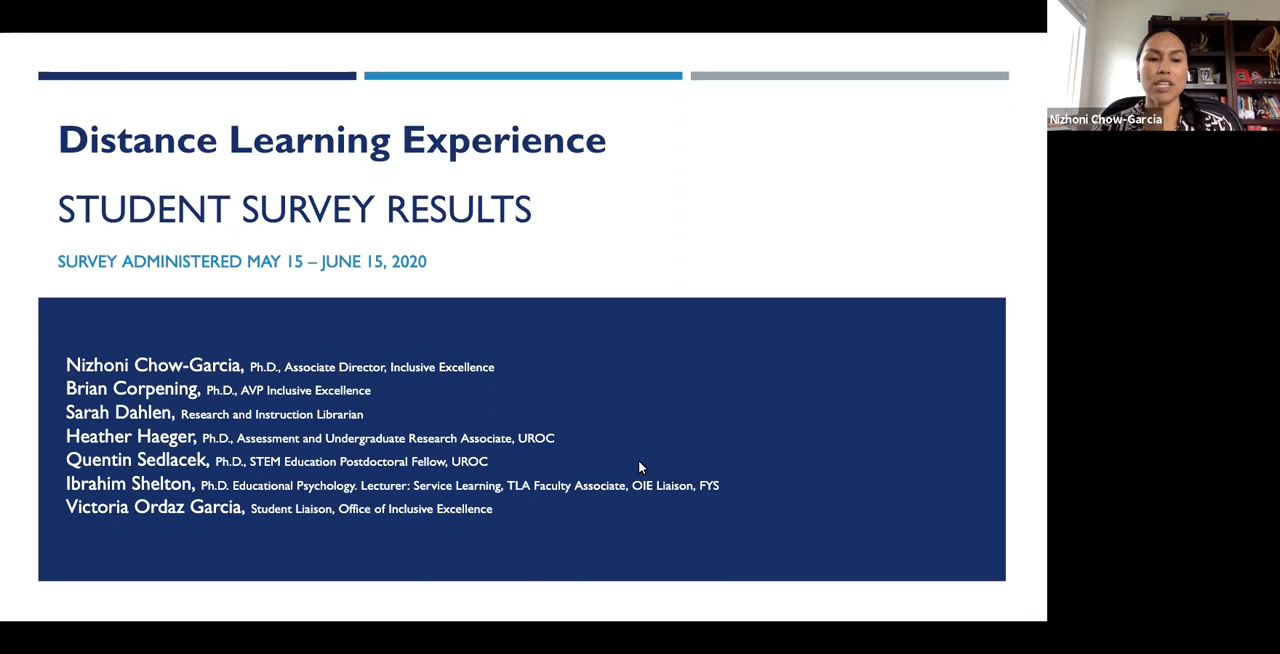 Distance Learning Experience
STUDENT SURVEY RESULTS
SURVEY ADMINISTERED MAY 15 – JUNE 15, 2020
Nizhoni Chow-Garcia, Ph.D., Associate Director, Inclusive Excellence
Brian Corpening, Ph.D., AVP Inclusive Excellence
Sarah Dahlen, Research and Instruction Librarian
Heather Haeger, Ph.D., Assessment and Undergraduate Research Associate, UROC
Quentin Sedlacek, Ph.D., STEM Education Postdoctoral Fellow, UROC
Ibrahim Shelton, Ph.D. Educational Psychology. Lecturer: Service Learning, TLA Faculty Associate, OIE Liaison, FYS
Victoria Ordaz Garcia, Student Liaison, Office of Inclusive Excellence
Nizhoni Chow-Garcia